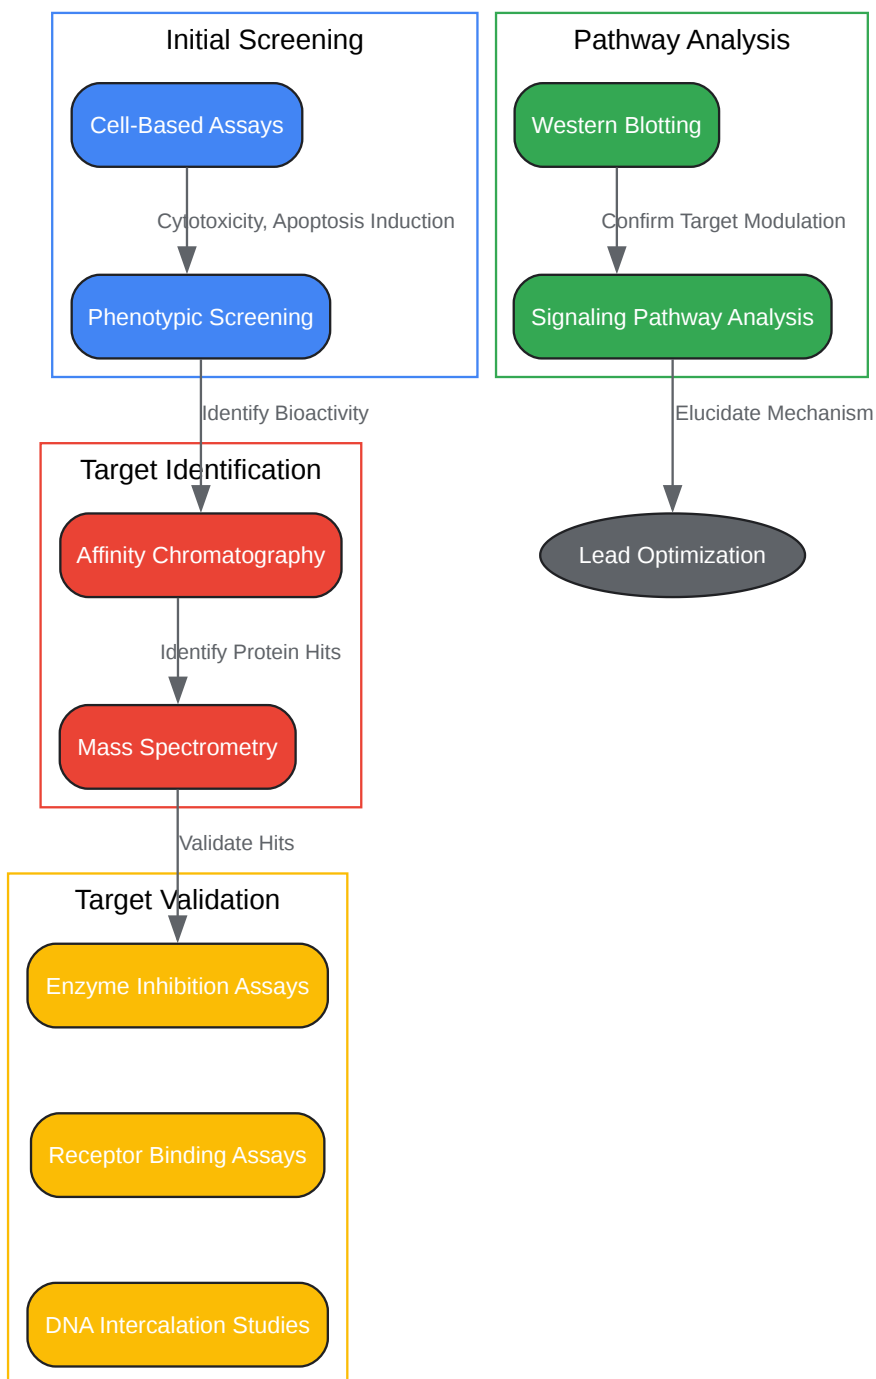 Initial Screening
Cell-Based Assays
Cytotoxicity, Apoptosis Induction
Phenotypic Screening
Identify Bioactivity
Target Identification
Affinity Chromatography
Identify Protein Hits
Mass Spectrometry
Validate Hits
Target Validation
Enzyme Inhibition Assays
Receptor Binding Assays
DNA Intercalation Studies
Pathway Analysis
Western Blotting
Confirm Target Modulation
Signaling Pathway Analysis
Elucidate Mechanism
Lead Optimization